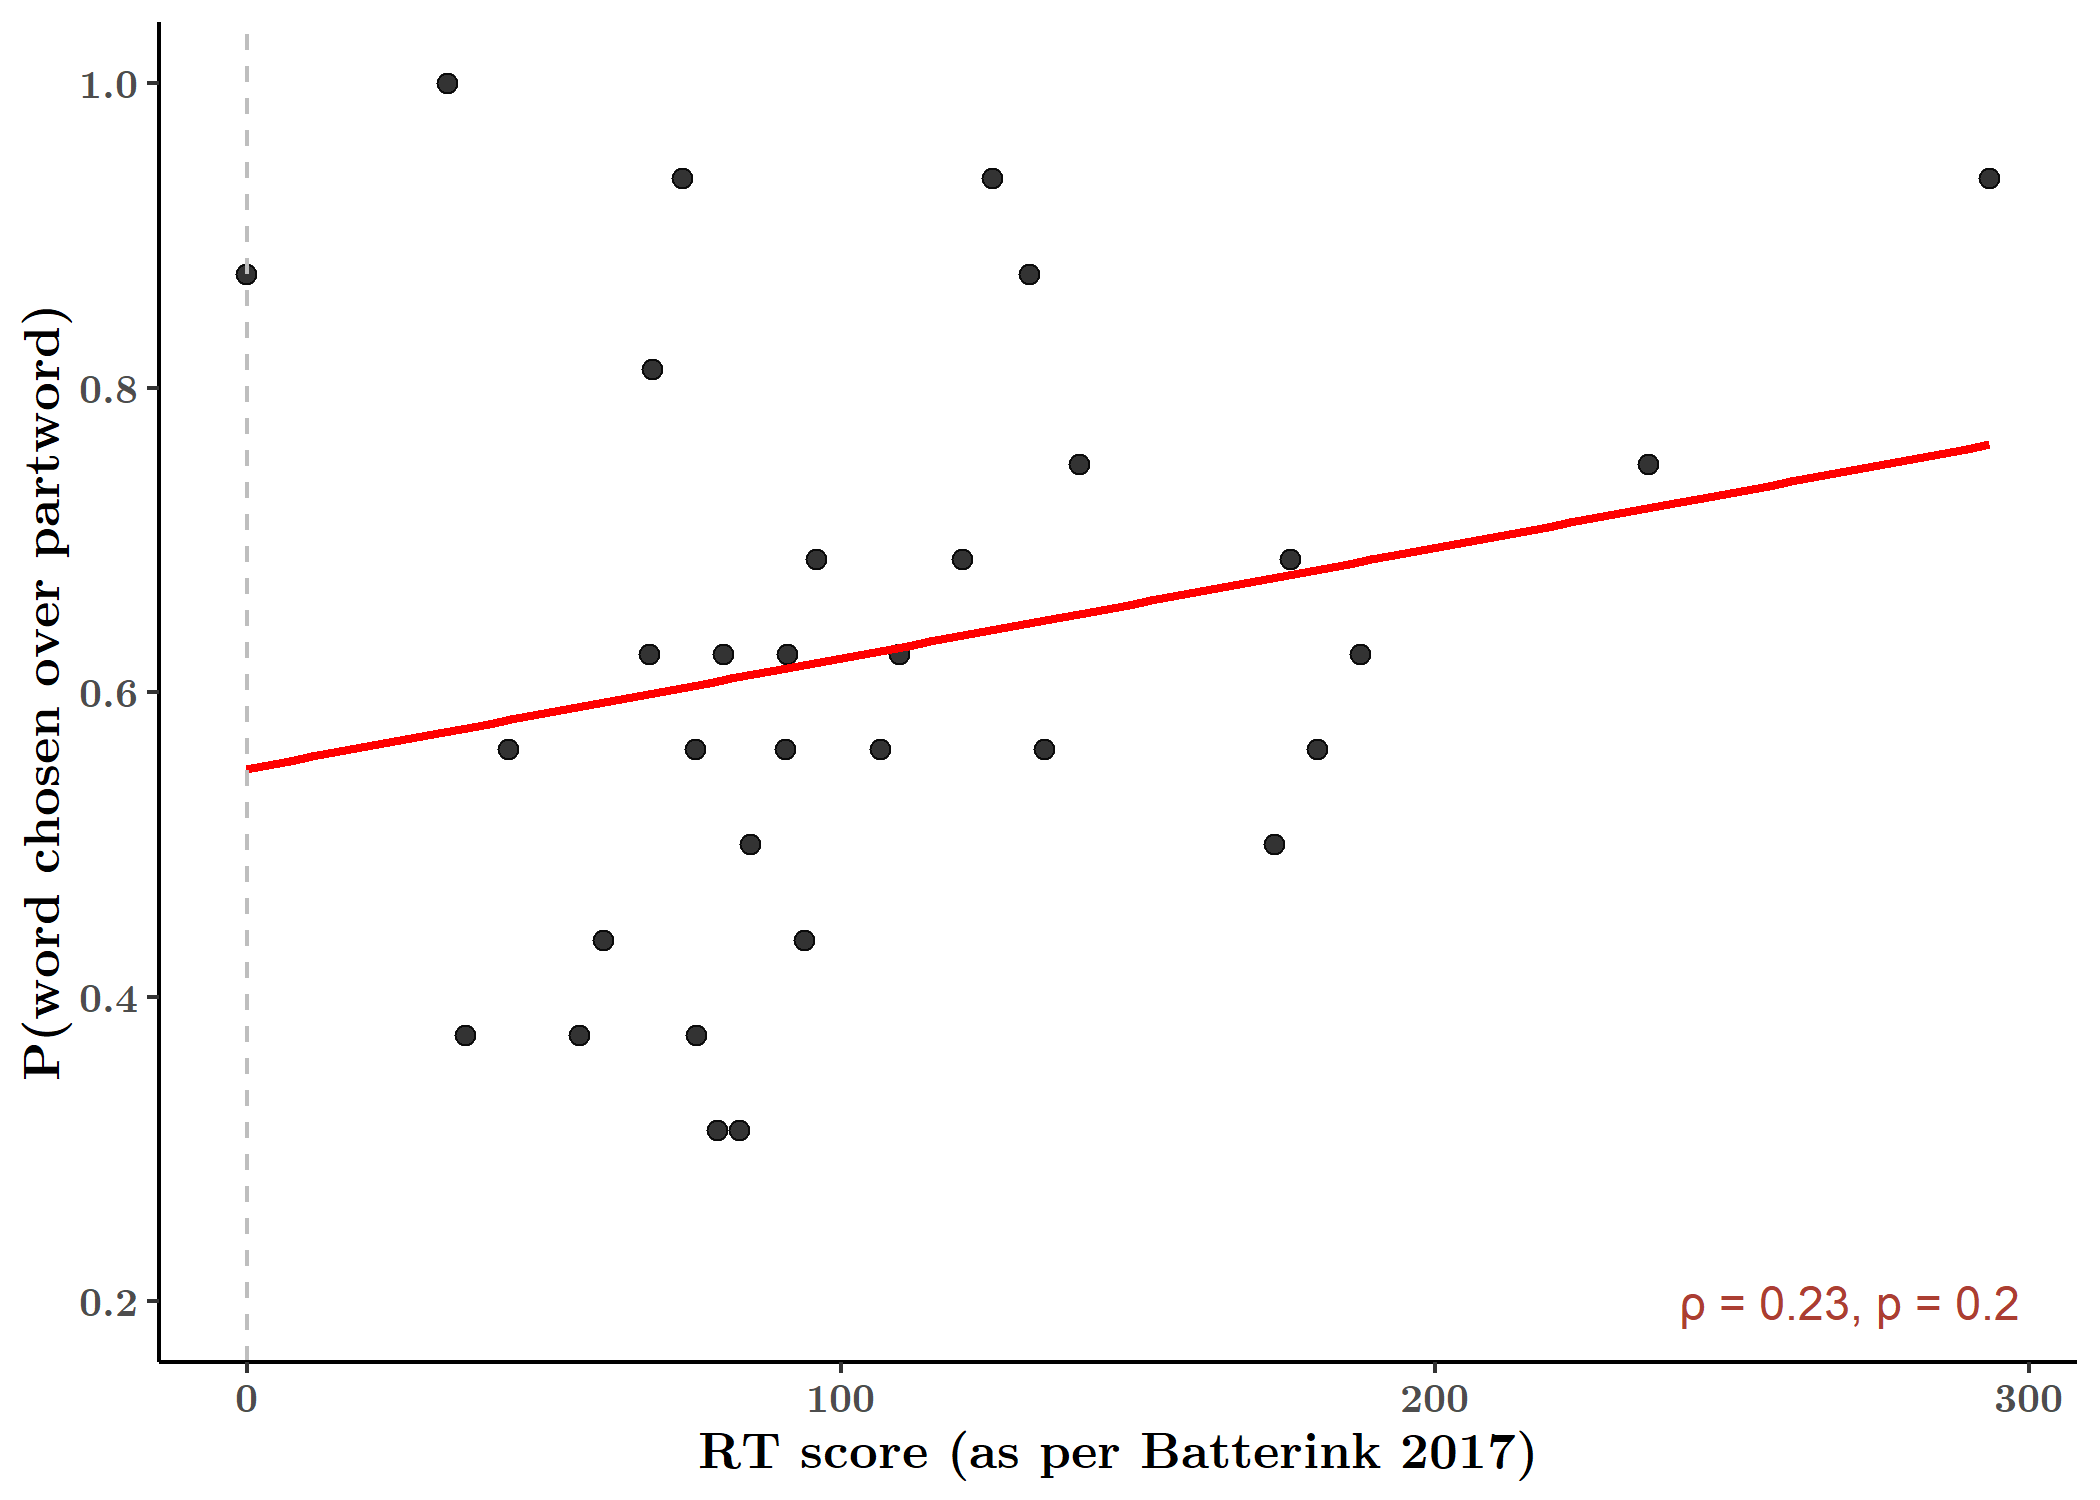 P(word chosen over partword)
1.0
0.8
0.6
0.4
0.2
ρ = 0.23, p = 0.2
0 100 200 300
RT score (as per Batterink 2017)